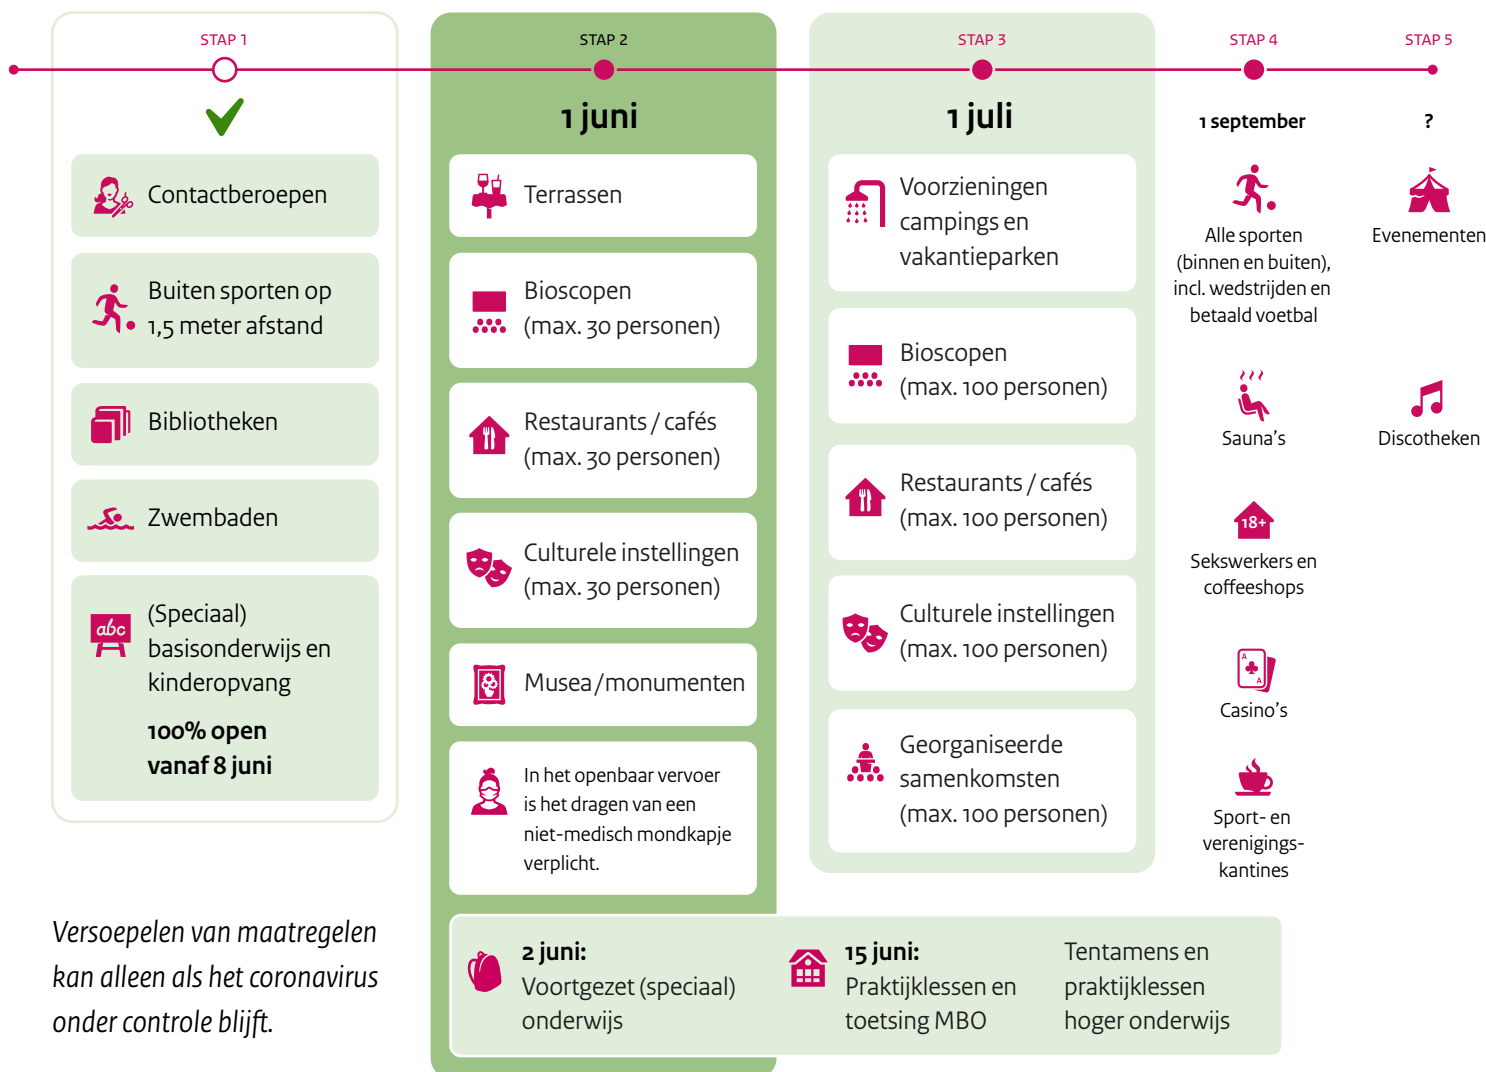 STAP 1
Contactberoepen
Buiten sporten op
1,5 meter afstand
Bibliotheken
Zwembaden
abc
(Speciaal)
basisonderwijs en
kinderopvang
100% open
vanaf 8 juni
STAP 2
1 juni
Terrassen
Bioscopen
(max. 30 personen)
Restaurants / cafés
(max. 30 personen)
Culturele instellingen
(max. 30 personen)
Musea/monumenten
In het openbaar vervoer
is het dragen van een
niet-medisch mondkapje
verplicht.
STAP 3
1 juli
Voorzieningen
campings en
vakantieparken
Bioscopen
(max. 100 personen)
Restaurants / cafés
(max. 100 personen)
Culturele instellingen
(max. 100 personen)
Georganiseerde
samenkomsten
(max. 100 personen)
STAP 4
1 september
Alle sporten
(binnen en buiten),
incl. wedstrijden en
betaald voetbal
Sauna's
18+
Sekswerkers en
coffeeshops
A
A
Casino's
Sport- en
verenigings-
kantines
STAP 5
?
Evenementen
Discotheken
2 juni:
Voortgezet (speciaal)
onderwijs
15 juni:
Praktijklessen en
toetsing MBO
Tentamens en
praktijklessen
hoger onderwijs
Versoepelen van maatregelen
kan alleen als het coronavirus
onder controle blijft.